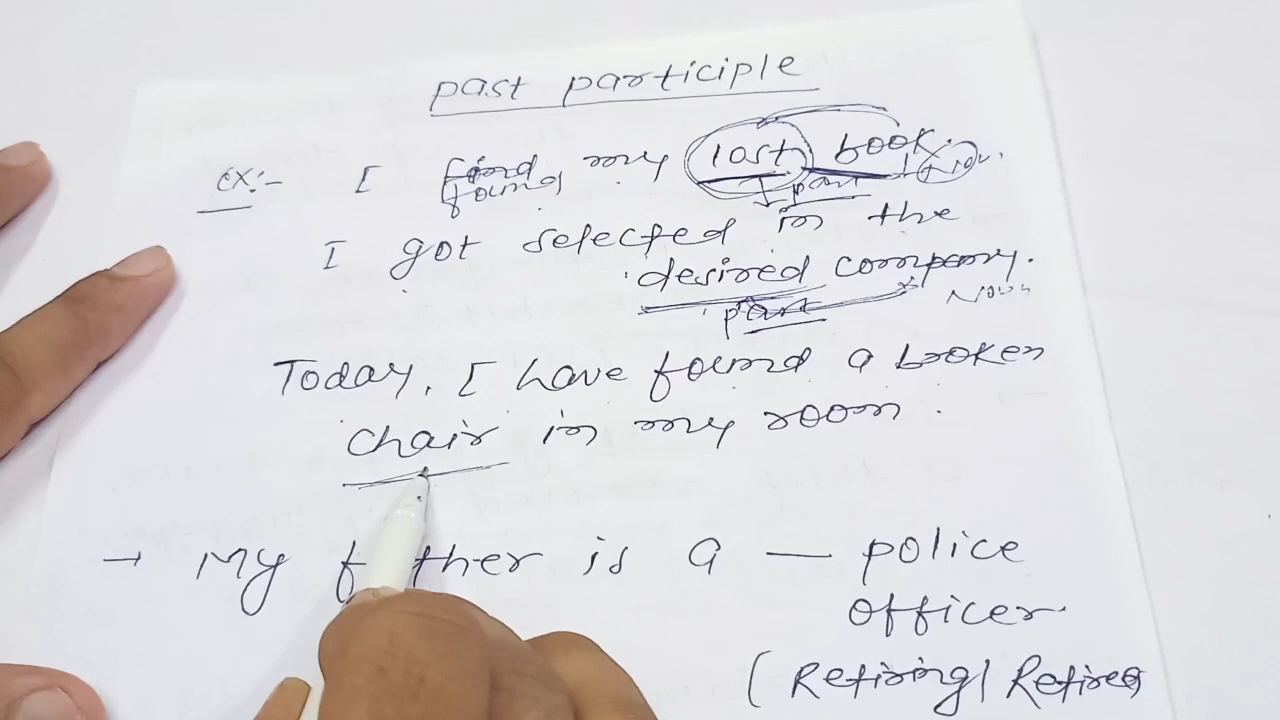 past participle
ex:- I found my lost book.
past
I got selected in the
desired company.
past Noun
Today, I have found a broken
chair in my room.
→ My father is a — police
officer.
(Retiring/Retired